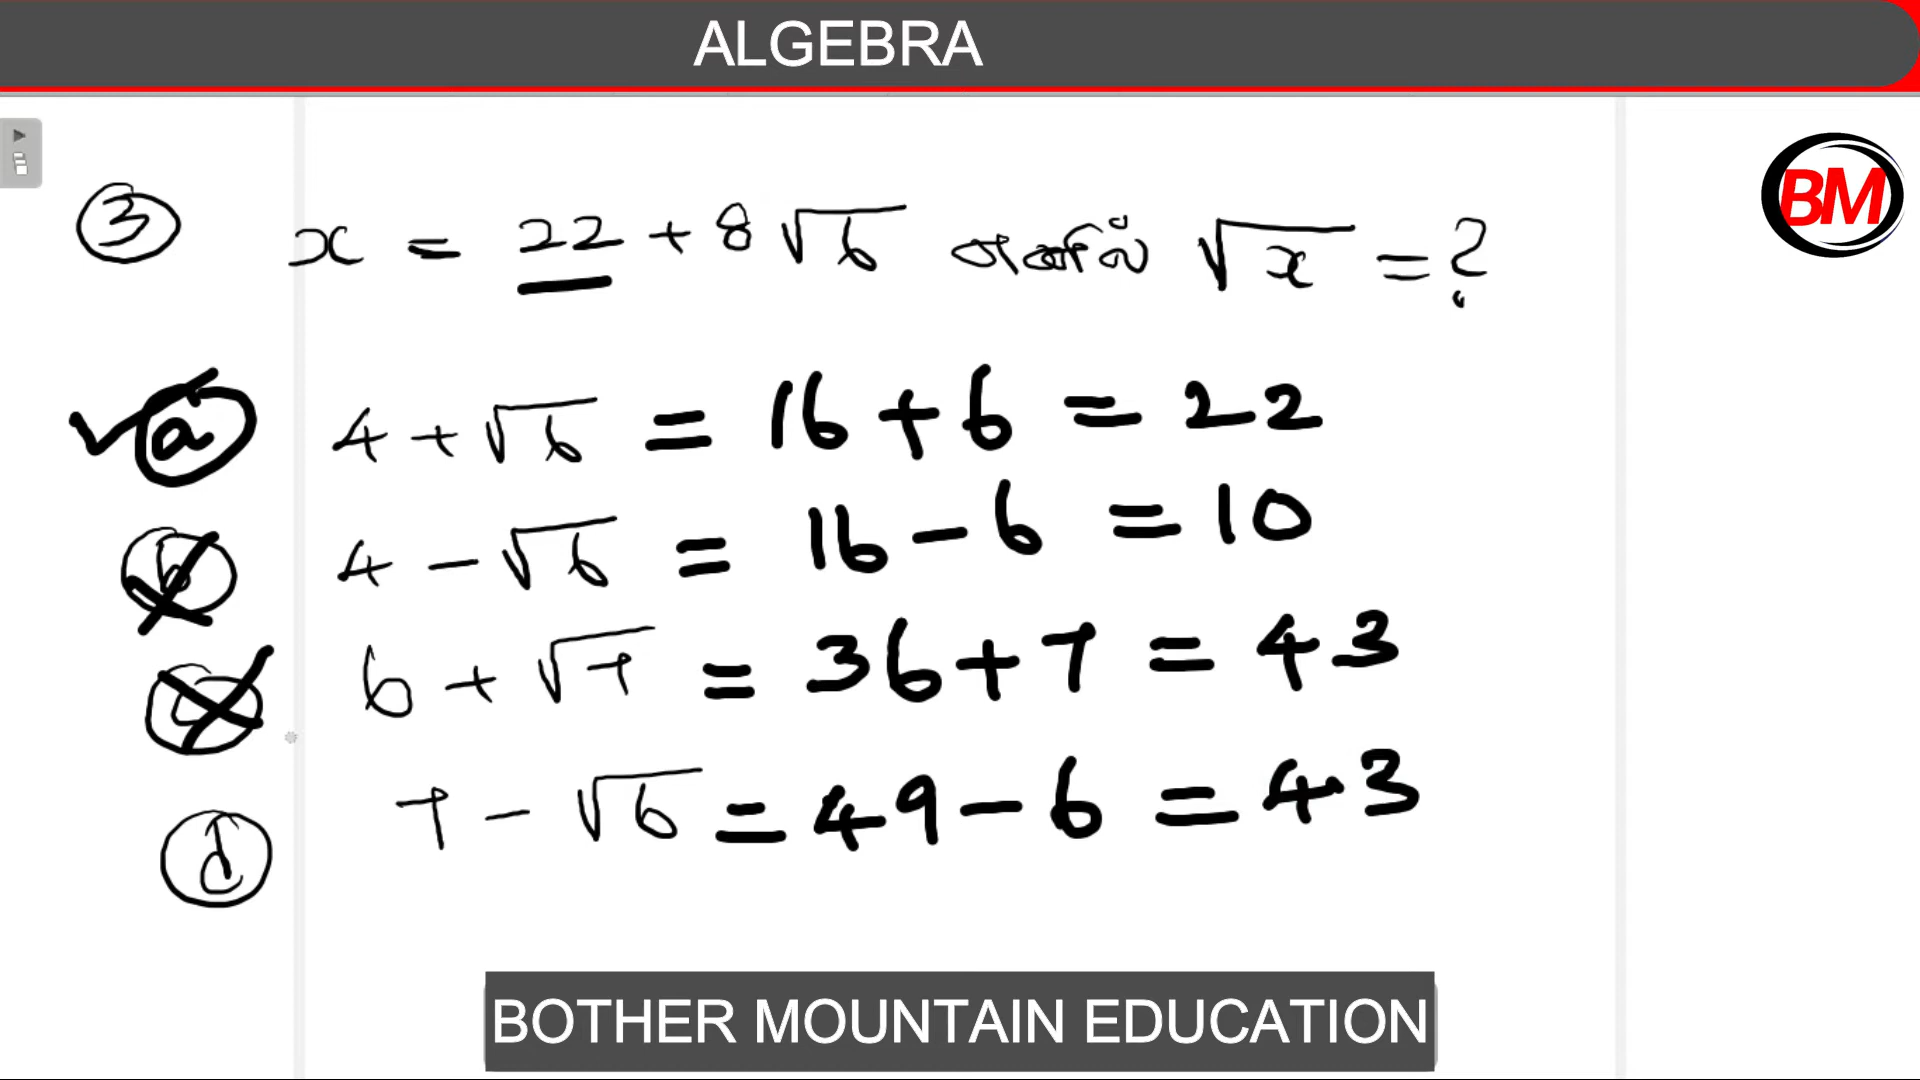 ALGEBRA
BM
3 x = 22 + 8√6 எனில் √x = ?
a 4 + √6 = 16 + 6 = 22
b 4 - √6 = 16 - 6 = 10
c 6 + √7 = 36 + 7 = 43
d 7 - √6 = 49 - 6 = 43
BOTHER MOUNTAIN EDUCATION